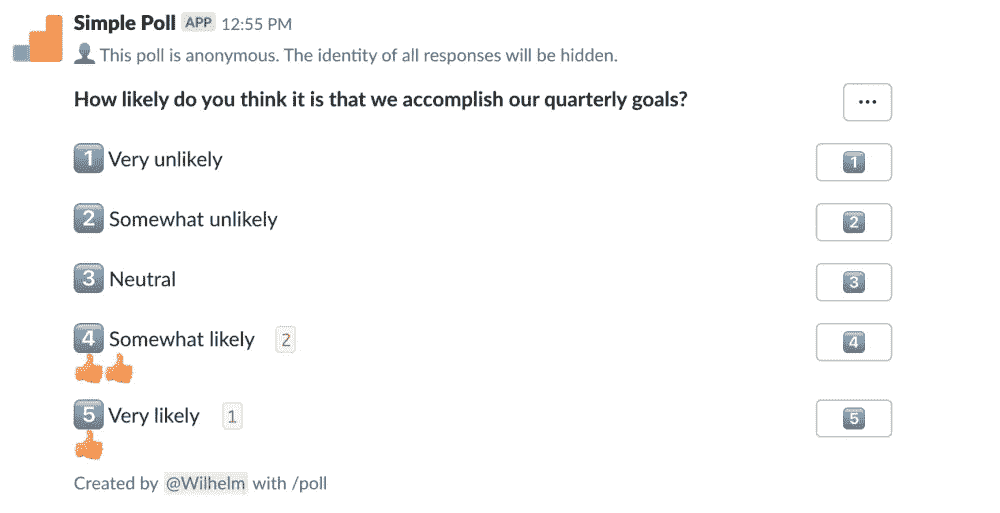 Simple Poll APP 12:55 PM
This poll is anonymous. The identity of all responses will be hidden.
How likely do you think it is that we accomplish our quarterly goals?
...
1 Very unlikely 1
2 Somewhat unlikely 2
3 Neutral 3
4 Somewhat likely 2 4
5 Very likely 1 5
Created by @Wilhelm with /poll